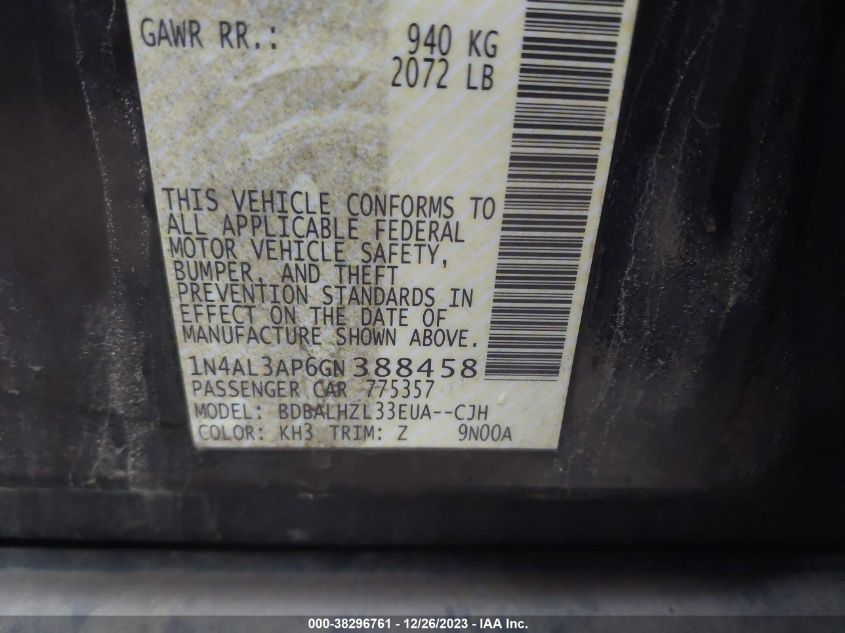 GAWR RR.: 940 KG
2072 LB
THIS VEHICLE CONFORMS TO
ALL APPLICABLE FEDERAL
MOTOR VEHICLE SAFETY,
BUMPER, AND THEFT
PREVENTION STANDARDS IN
EFFECT ON THE DATE OF
MANUFACTURE SHOWN ABOVE.
1N4AL3AP6GN388458
PASSENGER CAR 775357
MODEL: BDBALHZL33EUA--CJH
COLOR: KH3 TRIM: Z 9N00A
000-38296761 - 12/26/2023 - IAA Inc.